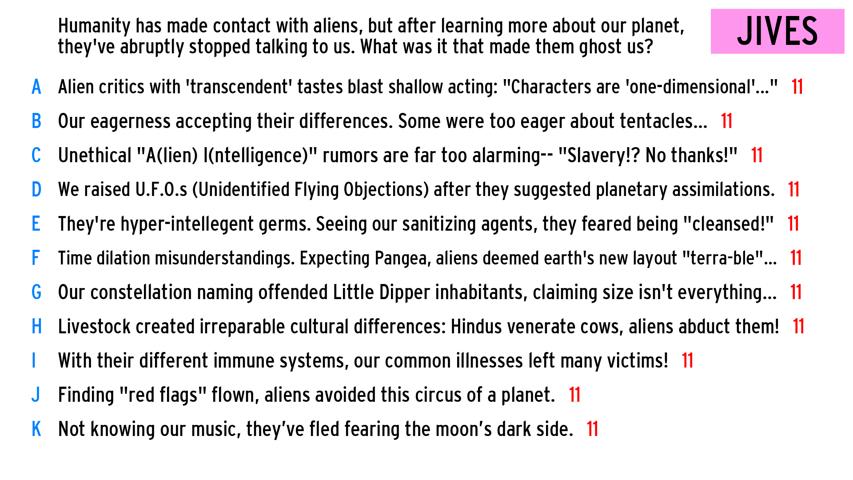 Humanity has made contact with aliens, but after learning more about our planet,
they've abruptly stopped talking to us. What was it that made them ghost us?
JIVES
A Alien critics with 'transcendent' tastes blast shallow acting: "Characters are 'one-dimensional'..." 11
B Our eagerness accepting their differences. Some were too eager about tentacles... 11
C Unethical "A(lien) I(ntelligence)" rumors are far too alarming-- "Slavery!? No thanks!" 11
D We raised U.F.O.s (Unidentified Flying Objections) after they suggested planetary assimilations. 11
E They're hyper-intellegent germs. Seeing our sanitizing agents, they feared being "cleansed!" 11
F Time dilation misunderstandings. Expecting Pangea, aliens deemed earth's new layout "terra-ble"... 11
G Our constellation naming offended Little Dipper inhabitants, claiming size isn't everything... 11
H Livestock created irreparable cultural differences: Hindus venerate cows, aliens abduct them! 11
I With their different immune systems, our common illnesses left many victims! 11
J Finding "red flags" flown, aliens avoided this circus of a planet. 11
K Not knowing our music, they’ve fled fearing the moon’s dark side. 11